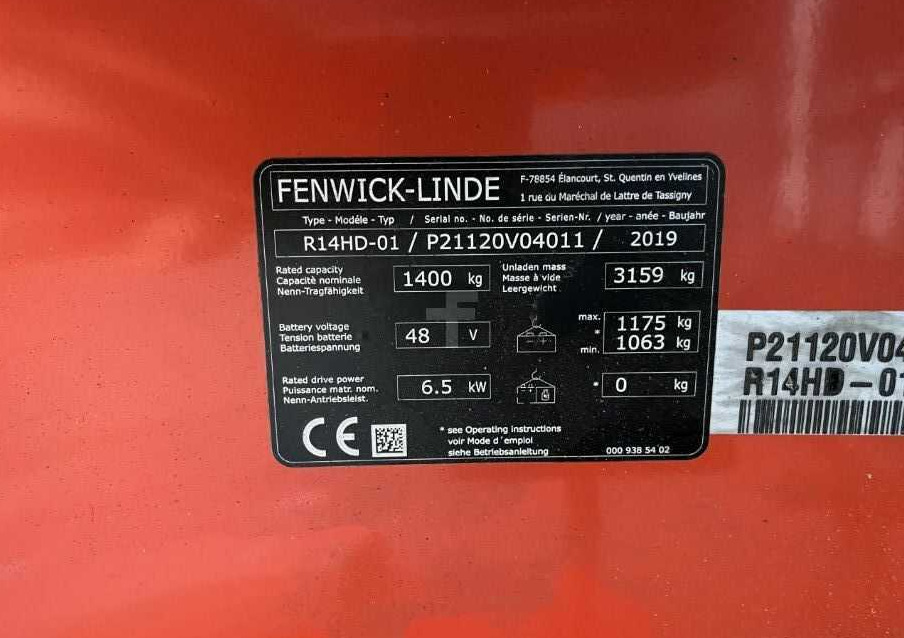 FENWICK-LINDE
F-78854 Élancourt, St. Quentin en Yvelines
1 rue du Maréchal de Lattre de Tassigny
Type - Modéle - Typ / Serial no. - No. de série - Serien-Nr. / year - anée - Baujahr
R14HD-01 / P21120V04011 / 2019
Rated capacity
Capacité nominale
Nenn-Tragfähigkeit
1400 kg
Unladen mass
Masse à vide
Leergewicht
3159 kg
Battery voltage
Tension batterie
Batteriespannung
48 V
max.
*
min.
1175 kg
1063 kg
Rated drive power
Puissance matr. nom.
Nenn-Antriebsleist.
6.5 kW
* 0 kg
CE
* see Operating instructions
voir Mode d´emploi
siehe Betriebsanleitung
000 938 54 02
P21120V04
R14HD-01